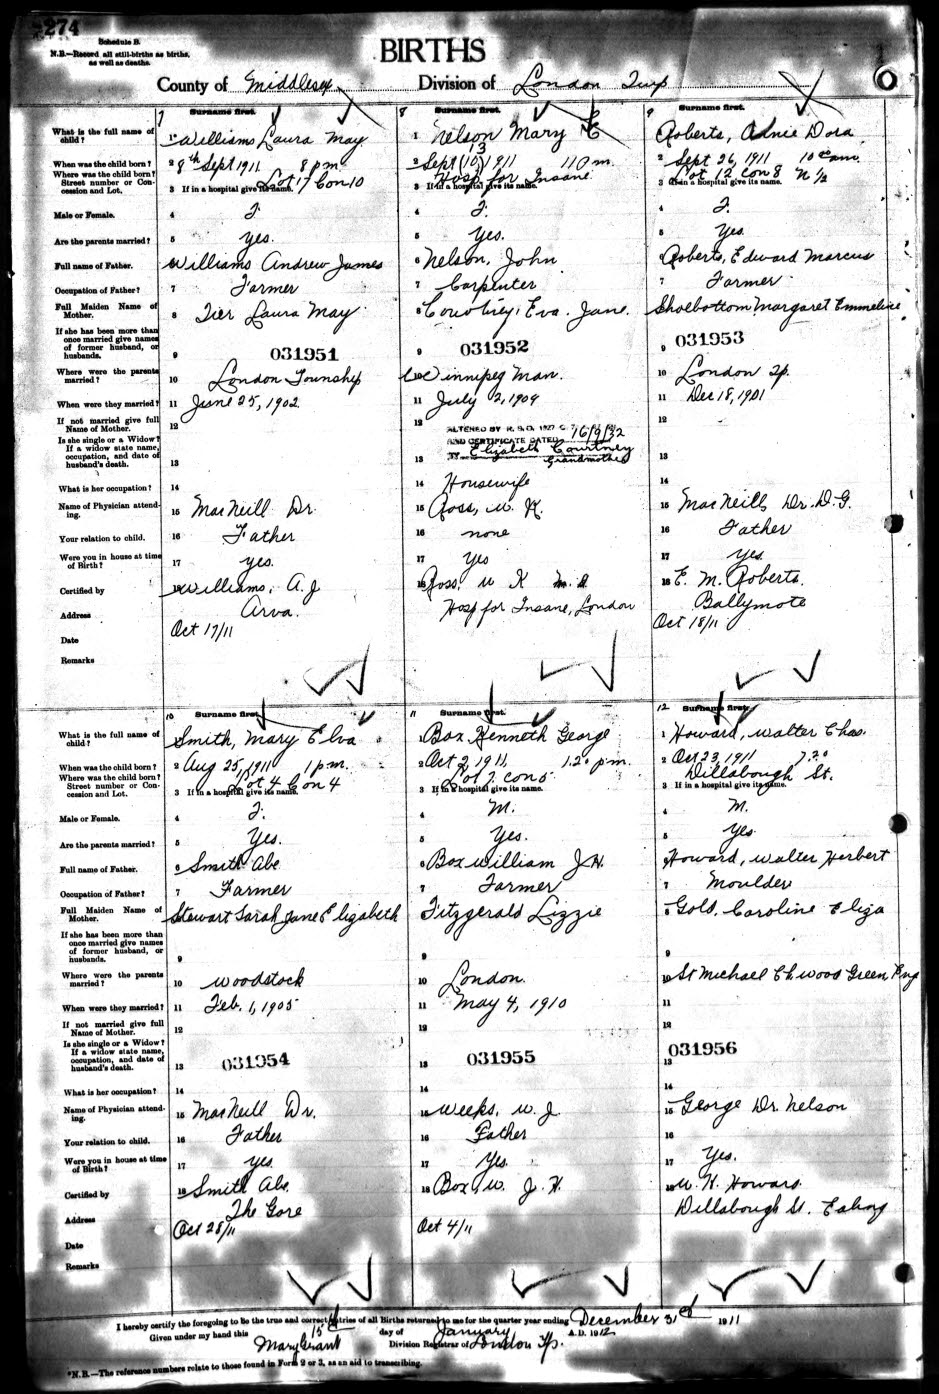 274
Schedule B.
N.B.—Record all still-births as births, as well as deaths.
BIRTHS
County of Middlesex
Division of London Twp
7
Surname first.
What is the full name of child? 1 Williams Laura May
When was the child born? 2 8th Sept 1911 8 pm.
Where was the child born? Street number or Concession and Lot. Lot 17 Con 10
3 If in a hospital give its name.
Male or Female. 4 F.
Are the parents married? 5 yes.
Full name of Father. 6 Williams Andrew James
Occupation of Father? 7 Farmer
Full Maiden Name of Mother. 8 Tier Laura May
If she has been more than once married give names of former husband, or husbands. 9
031951
Where were the parents married? 10 London Township
When were they married? 11 June 25, 1902
If not married give full Name of Mother. 12
Is she single or a Widow? If a widow state name, occupation, and date of husband's death. 13
What is her occupation? 14
Name of Physician attending. 15 MacNeill Dr.
Your relation to child. 16 Father
Were you in house at time of Birth? 17 yes.
Certified by 18 Williams, A.J
Address Arva.
Date Oct 17/11
Remarks
8
Surname first.
1 Nelson Mary E
13
2 Sept (10) 1911 11 0 m.
Hosp for Insane
3 If in a hospital give its name.
4 F.
5 Yes.
6 Nelson, John
7 Carpenter
8 Courtney, Eva. Jane.
9 031952
10 Winnipeg Man.
11 July 2, 1909
12
ALTERED BY R. S. O. 1927 16/9/32
AND CERTIFICATE DATED
13 BY Elizabeth Courtney
Grandmother
14 Housewife
15 Ross, W. K.
16 none
17 Yes
18 Ross, W K M.D.
Hosp for Insane, London
9
Surname first.
1 Roberts, Annie Dora
2 Sept 26, 1911 10 a.m.
Lot 12 Con 8 N 1/2
3 If in a hospital give its name.
4 F.
5 Yes.
6 Roberts, Edward Marcus
7 Farmer
8 Shoebottom Margaret Emmeline
9 031953
10 London Tp.
11 Dec 18, 1901
12
13
14
15 MacNeill, Dr. D.G.
16 Father
17 yes
18 E. M. Roberts.
Ballymote
Oct 18/11
10
Surname first.
What is the full name of child? 1 Smith, Mary Elva
When was the child born? 2 Aug 25, 1911 1 p.m.
Where was the child born? Street number or Concession and Lot. Lot 4 Con 4
3 If in a hospital give its name.
Male or Female. 4 F.
Are the parents married? 5 Yes.
Full name of Father. 6 Smith Abe
Occupation of Father? 7 Farmer
Full Maiden Name of Mother. 8 Stewart Sarah Jane Elizabeth
If she has been more than once married give names of former husband, or husbands. 9
Where were the parents married? 10 Woodstock
When were they married? 11 Feb. 1, 1905
If not married give full Name of Mother. 12
Is she single or a Widow? If a widow state name, occupation, and date of husband's death. 13
031954
What is her occupation? 14
Name of Physician attending. 15 MacNeill Dr.
Your relation to child. 16 Father
Were you in house at time of Birth? 17 yes
Certified by 18 Smith Abe.
Address The Gore
Date Oct 28/11
Remarks
11
Surname first.
1 Box Kenneth George
2 Oct 2, 1911, 1.20 p.m.
Lot 7 con 5
3 If in a hospital give its name.
4 M.
5 Yes.
6 Box William J.H.
7 Farmer
8 Fitzgerald Lizzie
9
10 London.
11 May 4, 1910
12
13 031955
14
15 Weeks, W. J.
16 Father
17 Yes.
18 Box, W. J. H.
Oct 4/11
12
Surname first.
1 Howard, Walter Chas.
2 Oct 23, 1911 7.30
Dillabough St.
3 If in a hospital give its name.
4 M.
5 Yes
6 Howard, Walter Herbert
7 Moulder
8 Gold, Caroline Eliza
9
10 St Michael Ch Wood Green, Eng
11
12
031956
13
14
15 George Dr. Nelson
16
17 Yes.
18 W. H. Howard.
Dillabough St.
I hereby certify the foregoing to be the true and correct entries of all Births returned to me for the quarter year ending December 31st 1911
Given under my hand this 15th day of January A.D. 1912
Mary Grant Division Registrar of London Tp.
*N.B.—The reference numbers relate to those found in Form 2 or 3, as an aid to transcribing.